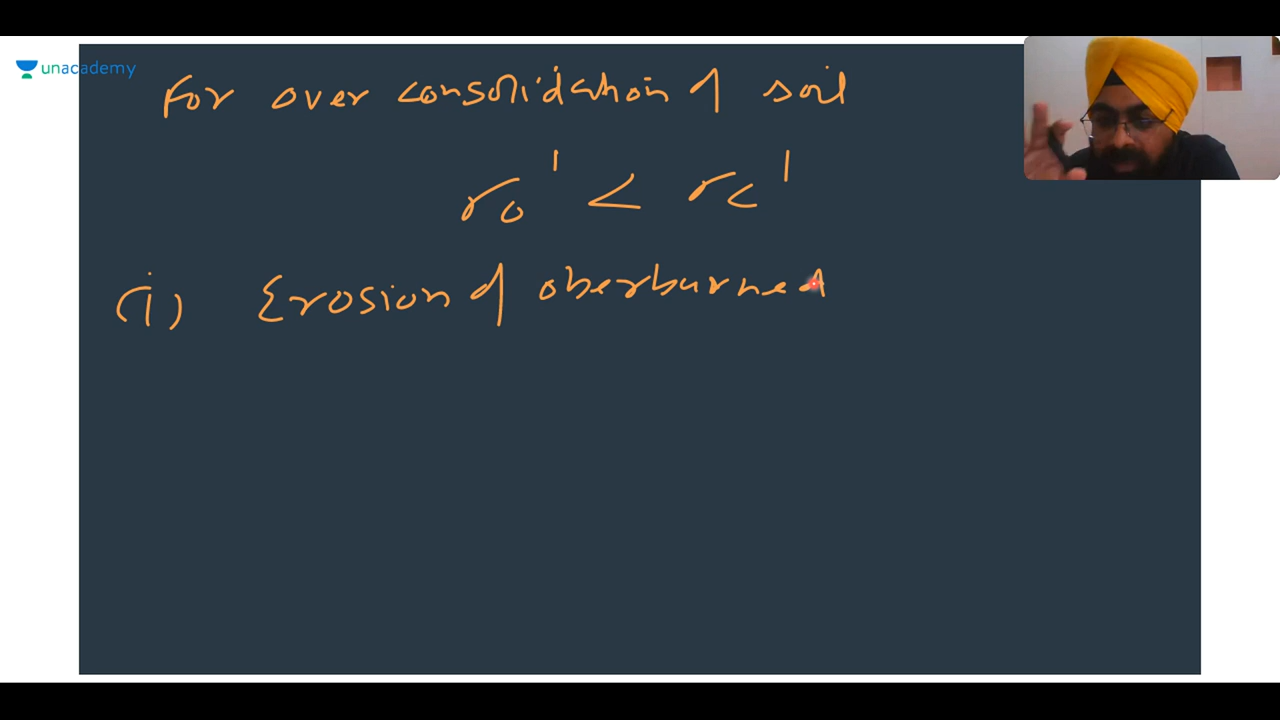 unacademy
For over consolidation of soil
σo' < σc'
(i) Erosion of oberburned